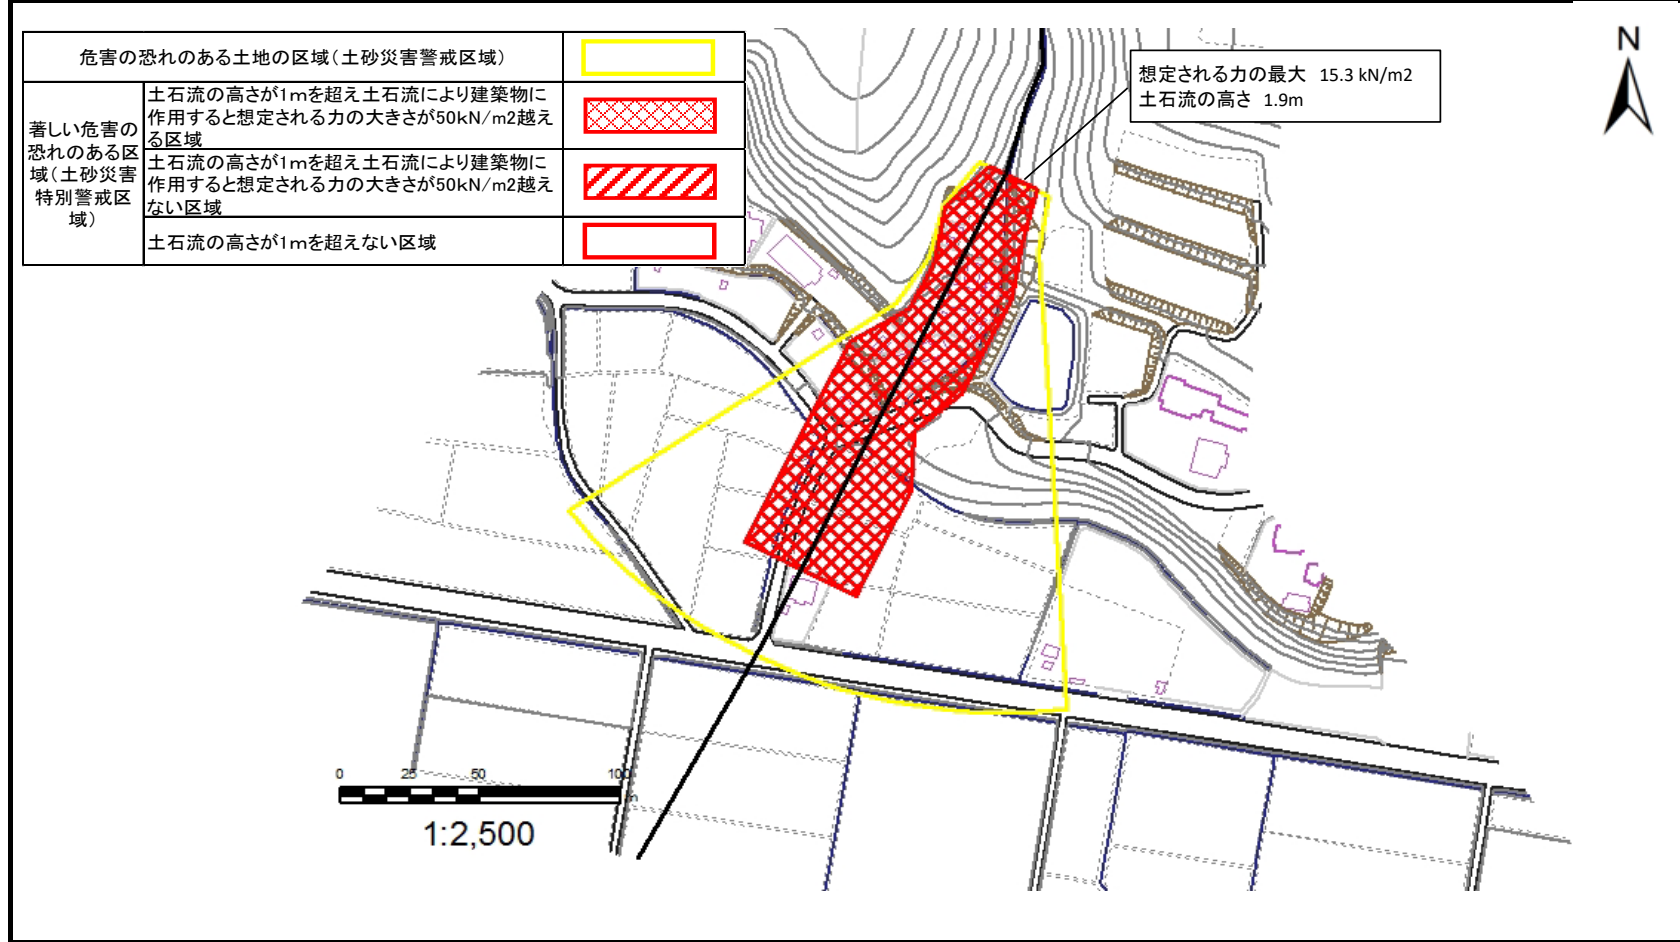 危害の恐れのある土地の区域（土砂災害警戒区域）
著しい危害の
恐れのある区
域（土砂災害
特別警戒区
域）
土石流の高さが1ｍを超え土石流により建築物に
作用すると想定される力の大きさが50kN/m2越え
る区域
土石流の高さが1ｍを超え土石流により建築物に
作用すると想定される力の大きさが50kN/m2越え
ない区域
土石流の高さが1ｍを超えない区域
想定される力の最大 15.3 kN/m2
土石流の高さ 1.9m
N
0 25 50 100
m
1:2,500